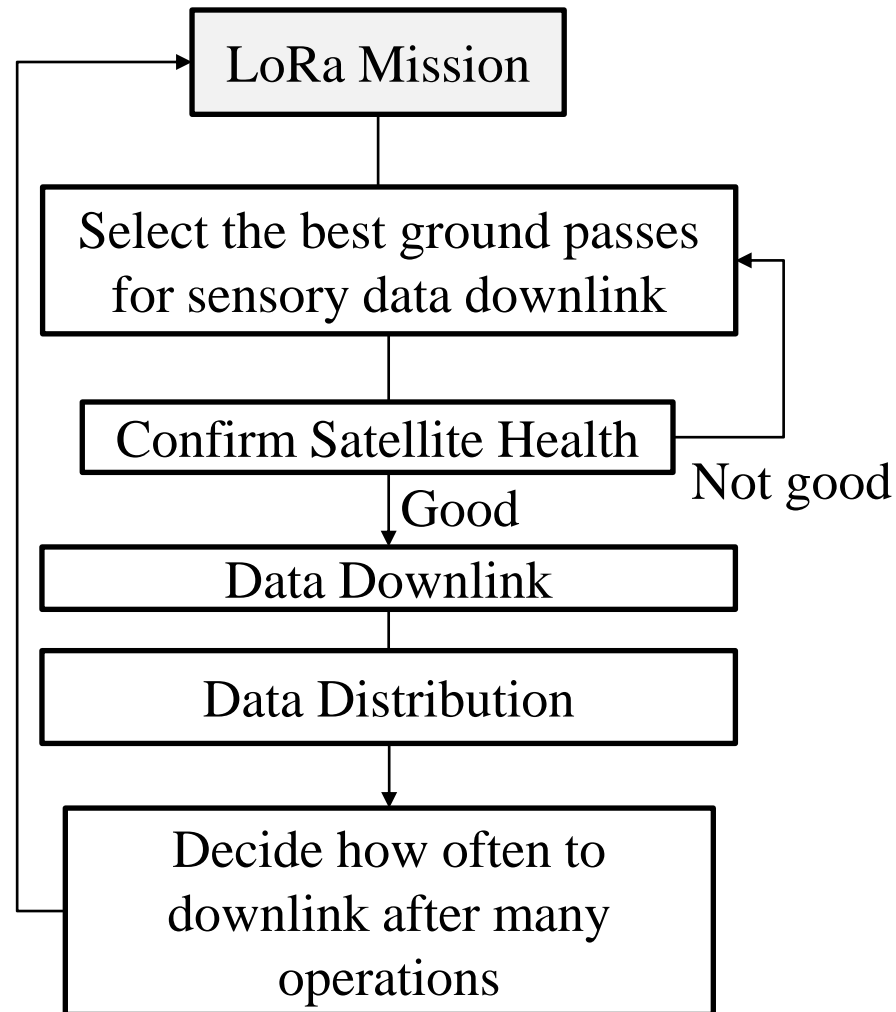 LoRa Mission
Select the best ground passes
for sensory data downlink
Confirm Satellite Health
Not good
Good
Data Downlink
Data Distribution
Decide how often to
downlink after many
operations